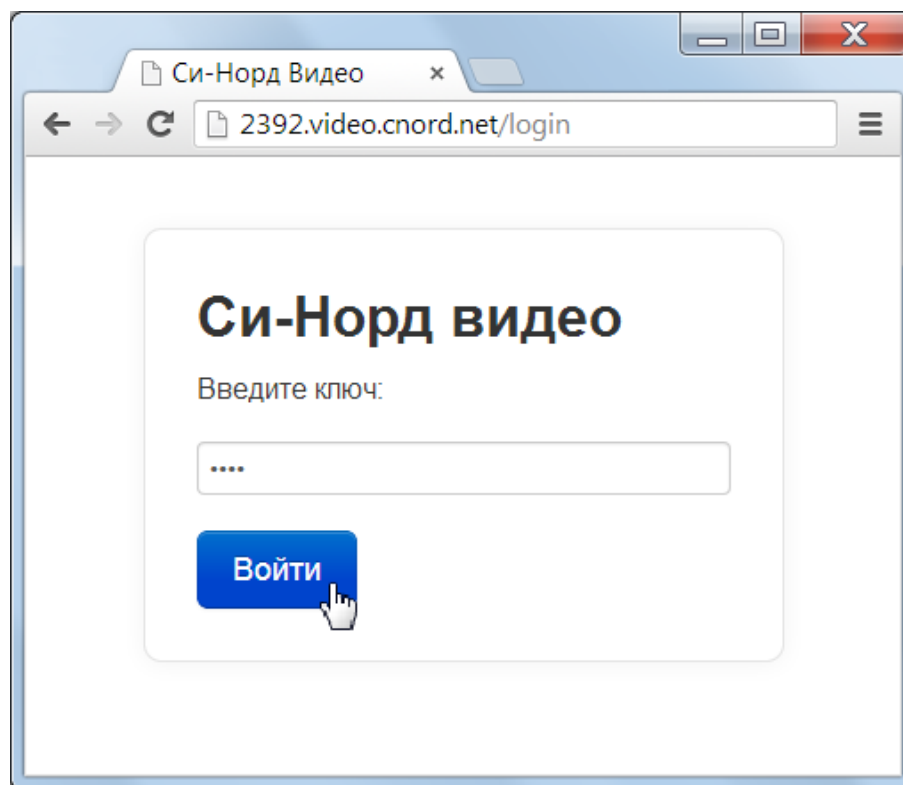 Си-Норд Видео
2392.video.cnord.net/login
Си-Норд видео
Введите ключ:
••••
Войти